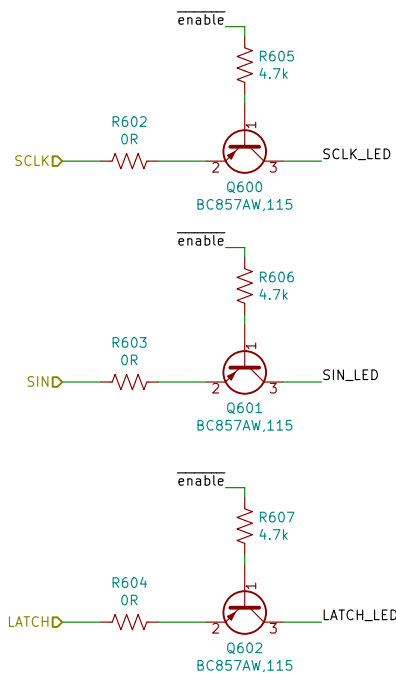 enable
R605
4.7k
R602
0R
1
SCLK
2
3
SCLK_LED
Q600
BC857AW,115
enable
R606
4.7k
R603
0R
1
SIN
2
3
SIN_LED
Q601
BC857AW,115
enable
R607
4.7k
R604
0R
1
LATCH
2
3
LATCH_LED
Q602
BC857AW,115